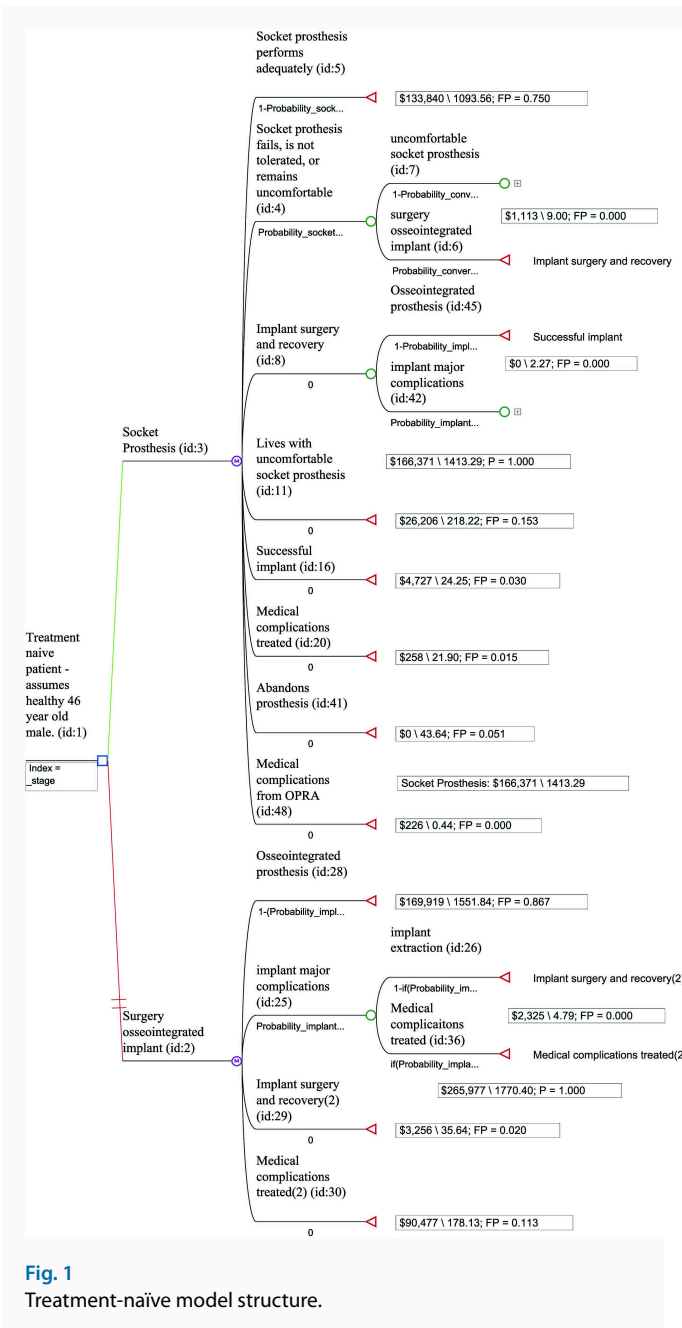 Socket prosthesis
performs
adequately (id:5)
$133,840 \ 1093.56; FP = 0.750
1-Probability_sock...
Socket prothesis
fails, is not
tolerated, or
remains
uncomfortable
(id:4)
Probability_socket...
uncomfortable
socket prosthesis
(id:7)
1-Probability_conv...
surgery
osseointegrated
implant (id:6)
$1,113 \ 9.00; FP = 0.000
Probability_conver...
Implant surgery and recovery
Osseointegrated
prosthesis (id:45)
1-Probability_impl...
Successful implant
Implant surgery
and recovery
(id:8)
0
implant major
complications
(id:42)
$0 \ 2.27; FP = 0.000
Probability_implant...
Socket
Prosthesis (id:3)
M
Lives with
uncomfortable
socket prosthesis
(id:11)
$166,371 \ 1413.29; P = 1.000
0
$26,206 \ 218.22; FP = 0.153
Successful
implant (id:16)
0
$4,727 \ 24.25; FP = 0.030
Medical
complications
treated (id:20)
0
$258 \ 21.90; FP = 0.015
Treatment
naive
patient -
assumes
healthy 46
year old
male. (id:1)
Index =
_stage
Abandons
prosthesis (id:41)
0
$0 \ 43.64; FP = 0.051
Medical
complications
from OPRA
(id:48)
Socket Prosthesis: $166,371 \ 1413.29
0
$226 \ 0.44; FP = 0.000
Osseointegrated
prosthesis (id:28)
1-(Probability_impl...
$169,919 \ 1551.84; FP = 0.867
implant major
complications
(id:25)
Probability_implant...
implant
extraction (id:26)
1-if(Probability_im...
Implant surgery and recovery(2
Medical
complicaitons
treated (id:36)
$2,325 \ 4.79; FP = 0.000
if(Probability_impla...
Medical complications treated(2
Surgery
osseointegrated
implant (id:2)
M
$265,977 \ 1770.40; P = 1.000
Implant surgery
and recovery(2)
(id:29)
0
$3,256 \ 35.64; FP = 0.020
Medical
complications
treated(2) (id:30)
0
$90,477 \ 178.13; FP = 0.113
Fig. 1
Treatment-naïve model structure.